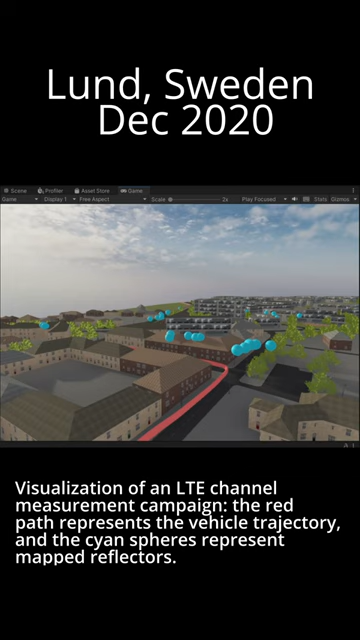 Lund, Sweden
Dec 2020
Scene Profiler Asset Store Game
Game Display 1 Free Aspect Scale 2x Play Focused Stats Gizmos
Visualization of an LTE channel
measurement campaign: the red
path represents the vehicle trajectory,
and the cyan spheres represent
mapped reflectors.